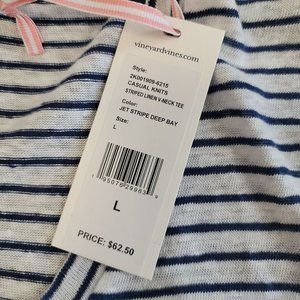 vineyardvines.com
Style:
2K001909-6215
CASUAL KNITS
STRIPED LINEN V-NECK TEE
Color:
JET STRIPE DEEP BAY
Size:
L
L
PRICE: $62.50